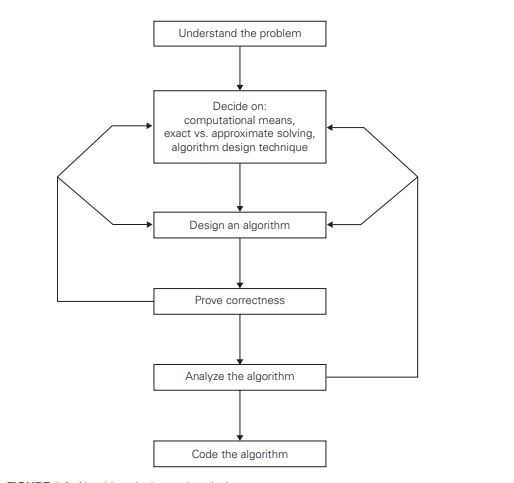 Understand the problem
Decide on:
computational means,
exact vs. approximate solving,
algorithm design technique
Design an algorithm
Prove correctness
Analyze the algorithm
Code the algorithm